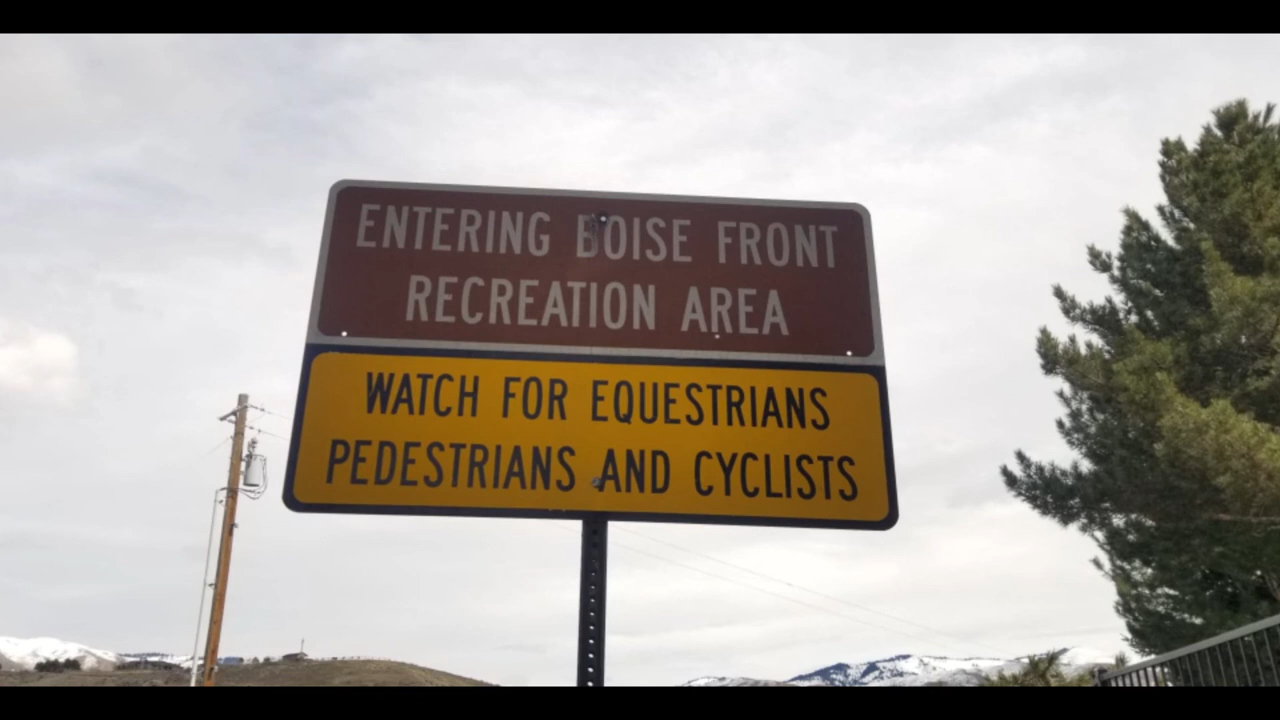 ENTERING BOISE FRONT
RECREATION AREA
WATCH FOR EQUESTRIANS
PEDESTRIANS AND CYCLISTS